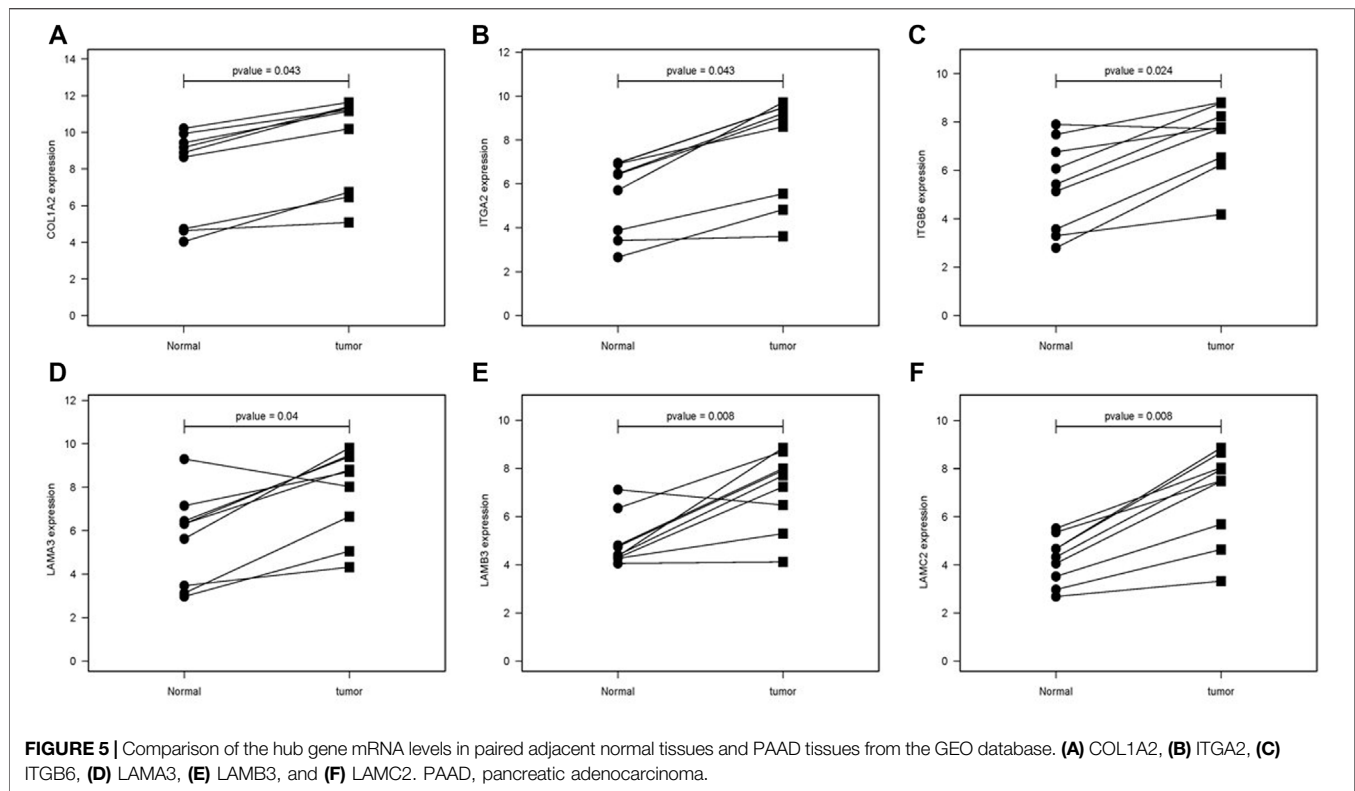 A
14
12
10
8
6
4
2
0
COL1A2 expression
pvalue = 0.043
Normal
tumor
B
12
10
8
6
4
2
0
ITGA2 expression
pvalue = 0.043
Normal
tumor
C
10
8
6
4
2
0
ITGB6 expression
pvalue = 0.024
Normal
tumor
D
12
10
8
6
4
2
0
LAMA3 expression
pvalue = 0.04
Normal
tumor
E
10
8
6
4
2
0
LAMB3 expression
pvalue = 0.008
Normal
tumor
F
10
8
6
4
2
0
LAMC2 expression
pvalue = 0.008
Normal
tumor
FIGURE 5 | Comparison of the hub gene mRNA levels in paired adjacent normal tissues and PAAD tissues from the GEO database. (A) COL1A2, (B) ITGA2, (C)
ITGB6, (D) LAMA3, (E) LAMB3, and (F) LAMC2. PAAD, pancreatic adenocarcinoma.